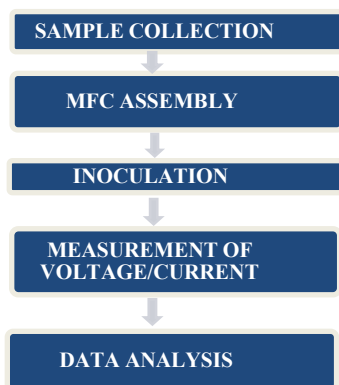 SAMPLE COLLECTION
MFC ASSEMBLY
INOCULATION
MEASUREMENT OF
VOLTAGE/CURRENT
DATA ANALYSIS